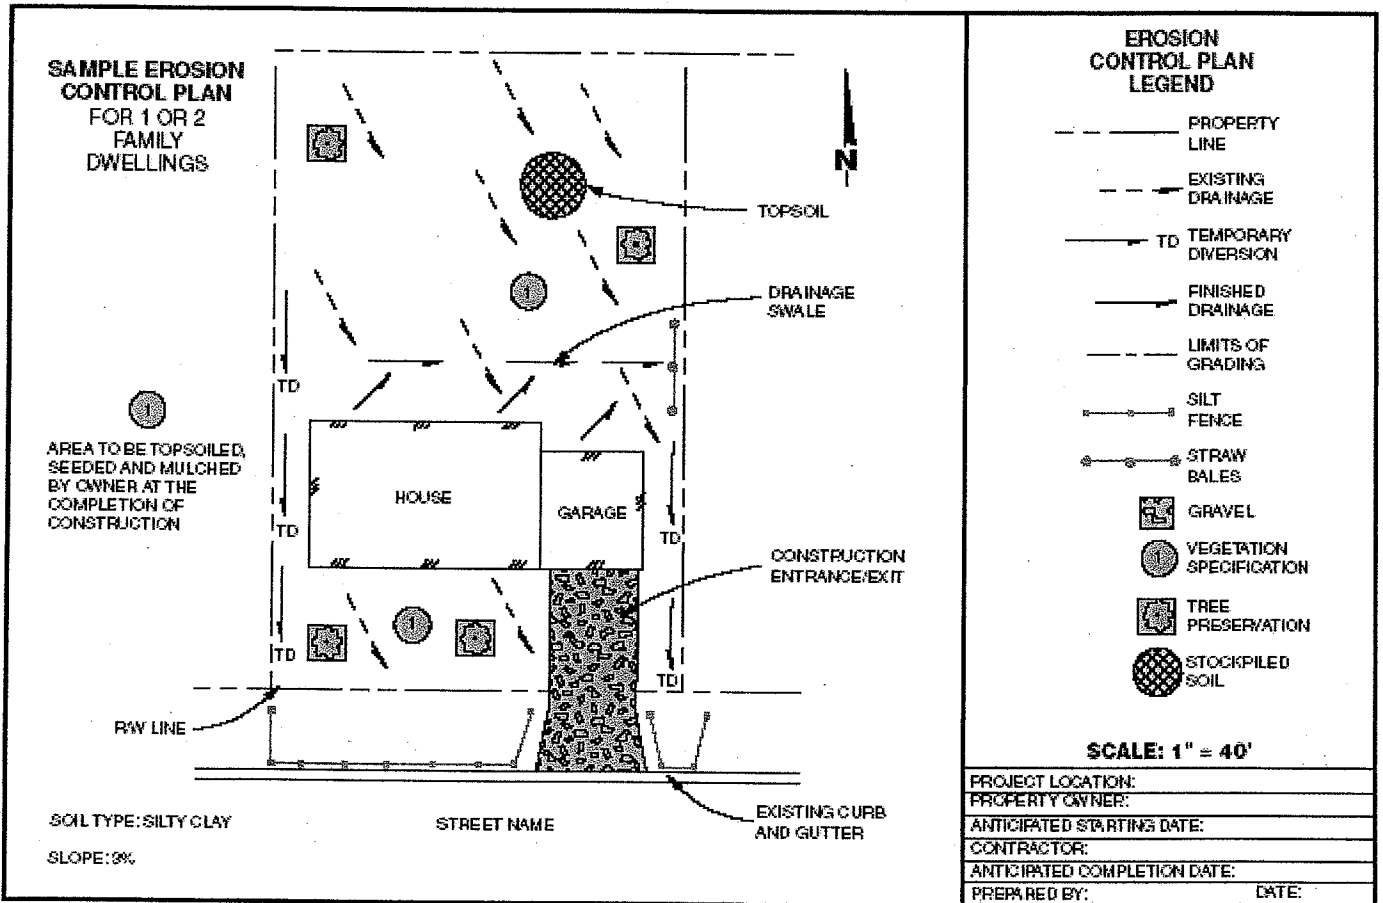 SAMPLE EROSION
CONTROL PLAN
FOR 1 OR 2
FAMILY
DWELLINGS
N
TOPSOIL
1
DRAINAGE
SWALE
TD
1
AREA TO BE TOPSOILED,
SEEDED AND MULCHED
BY OWNER AT THE
COMPLETION OF
CONSTRUCTION
HOUSE
GARAGE
TD
TD
CONSTRUCTION
ENTRANCE/EXIT
1
TD
TD
R/W LINE
EXISTING CURB
AND GUTTER
SOIL TYPE: SILTY CLAY
STREET NAME
SLOPE: 9%
EROSION
CONTROL PLAN
LEGEND
PROPERTY
LINE
EXISTING
DRAINAGE
TD TEMPORARY
DIVERSION
FINISHED
DRAINAGE
LIMITS OF
GRADING
SILT
FENCE
STRAW
BALES
GRAVEL
1 VEGETATION
SPECIFICATION
TREE
PRESERVATION
STOCKPILED
SOIL
SCALE: 1" = 40'
PROJECT LOCATION:
PROPERTY OWNER:
ANTICIPATED STARTING DATE:
CONTRACTOR:
ANTICIPATED COMPLETION DATE:
PREPARED BY: DATE: